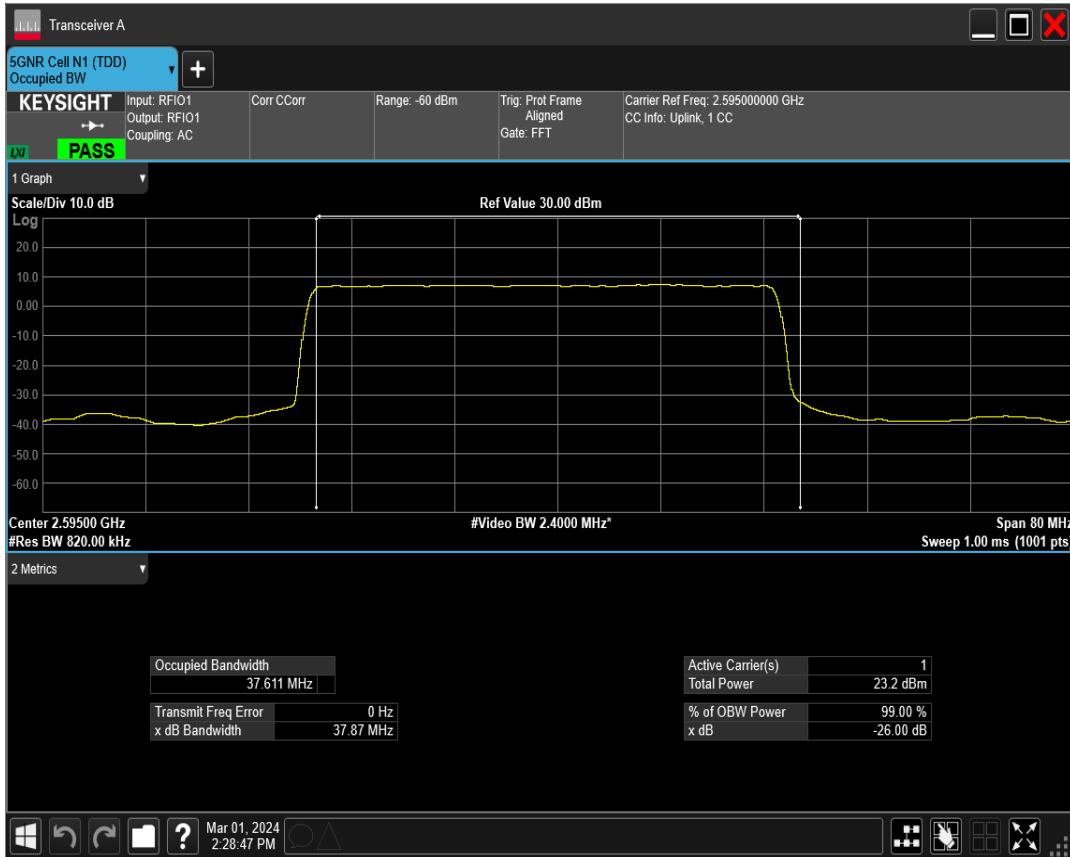 Transceiver A
5GNR Cell N1 (TDD)
Occupied BW
+
KEYSIGHT
LXI
PASS
Input: RFIO1
Output: RFIO1
Coupling: AC
Corr CCorr
Range: -60 dBm
Trig: Prot Frame
Aligned
Gate: FFT
Carrier Ref Freq: 2.595000000 GHz
CC Info: Uplink, 1 CC
1 Graph
Scale/Div 10.0 dB
Ref Value 30.00 dBm
Log
20.0
10.0
0.00
-10.0
-20.0
-30.0
-40.0
-50.0
-60.0
Center 2.59500 GHz
#Video BW 2.4000 MHz*
Span 80 MHz
#Res BW 820.00 kHz
Sweep 1.00 ms (1001 pts)
2 Metrics
Occupied Bandwidth
37.611 MHz
Transmit Freq Error 0 Hz
x dB Bandwidth 37.87 MHz
Active Carrier(s) 1
Total Power 23.2 dBm
% of OBW Power 99.00 %
x dB -26.00 dB
?
Mar 01, 2024
2:28:47 PM